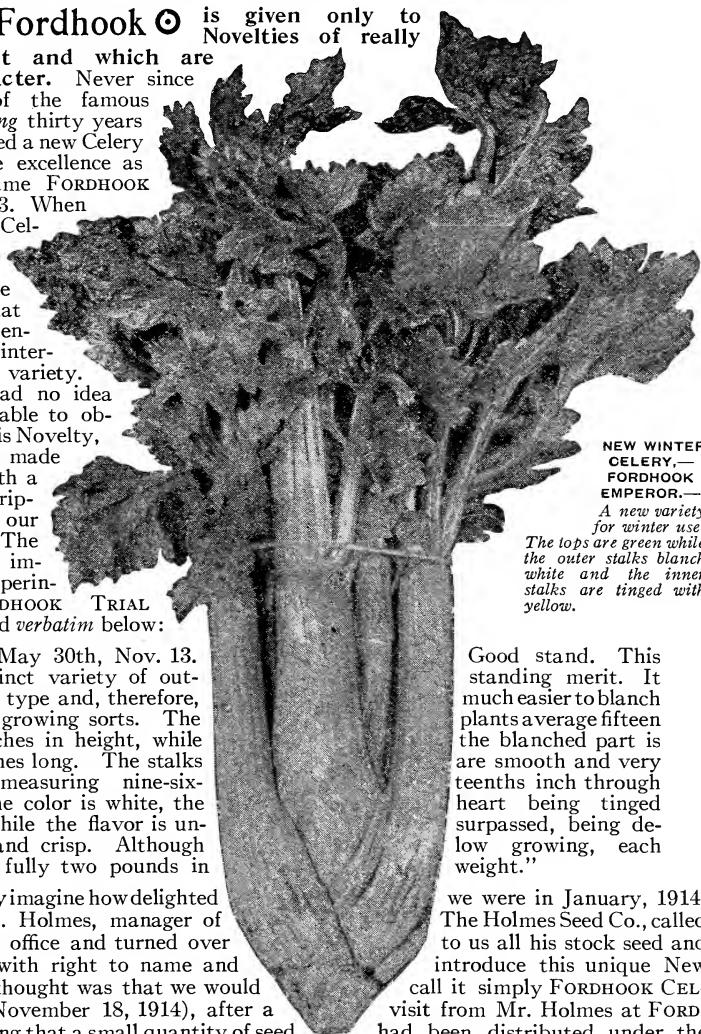 Fordhook is given only to
Novelties of really
t and which are
cter. Never since
of the famous
ng thirty years
ed a new Celery
e excellence as
ame FORDHOOK
3. When
Cel-
e
at
en-
inter-
variety.
ad no idea
able to ob-
is Novelty,
made
th a
rip-
our
The
im-
perin-
DHOOK TRIAL
d verbatim below:
NEW WINTER
CELERY,—
FORDHOOK
EMPEROR.—
A new variety
for winter use.
The tops are green while
the outer stalks blanch
white and the inner
stalks are tinged with
yellow.
May 30th, Nov. 13. Good stand. This
inct variety of out- standing merit. It
type and, therefore, much easier to blanch
growing sorts. The plants average fifteen
ches in height, while the blanched part is
nes long. The stalks are smooth and very
measuring nine-six- teenths inch through
ne color is white, the heart being tinged
while the flavor is un- surpassed, being de-
and crisp. Although low growing, each
fully two pounds in weight."
y imagine how delighted we were in January, 1914
. Holmes, manager of The Holmes Seed Co., called
office and turned over to us all his stock seed and
with right to name and introduce this unique New
thought was that we would call it simply FORDHOOK CEL
November 18, 1914), after a visit from Mr. Holmes at FORD
ng that a small quantity of seed had been distributed under the